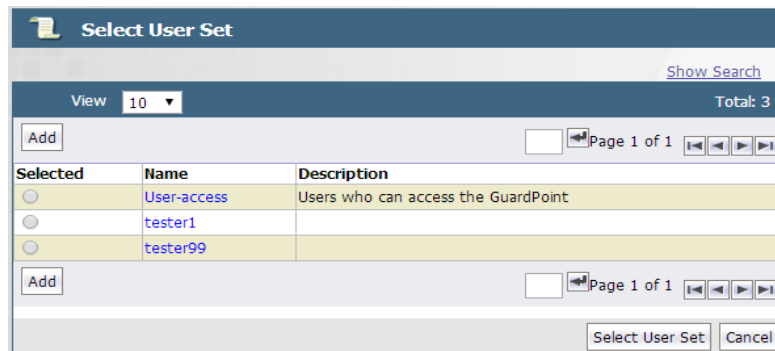 Select User Set
Show Search
View 10 Total: 3
Add Page 1 of 1
Selected Name Description
User-access Users who can access the GuardPoint
tester1
tester99
Add Page 1 of 1
Select User Set Cancel